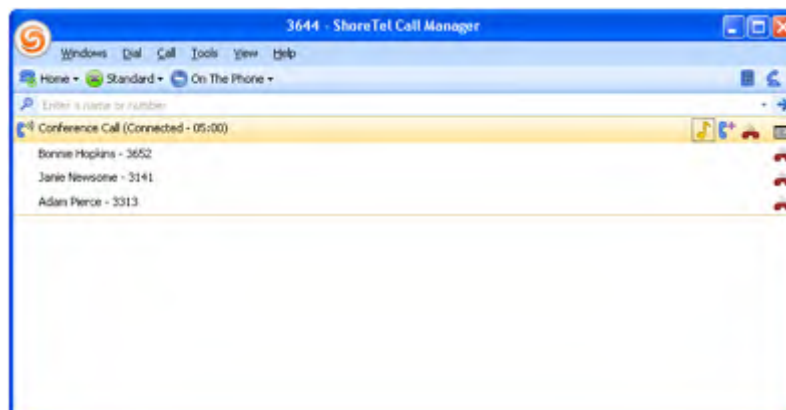 3644 - ShoreTel Call Manager
Windows Dial Call Tools View Help
Home Standard On The Phone
Enter a name or number
Conference Call (Connected - 05:00)
Bonnie Hopkins - 3652
Janie Newsome - 3141
Adam Pierce - 3313